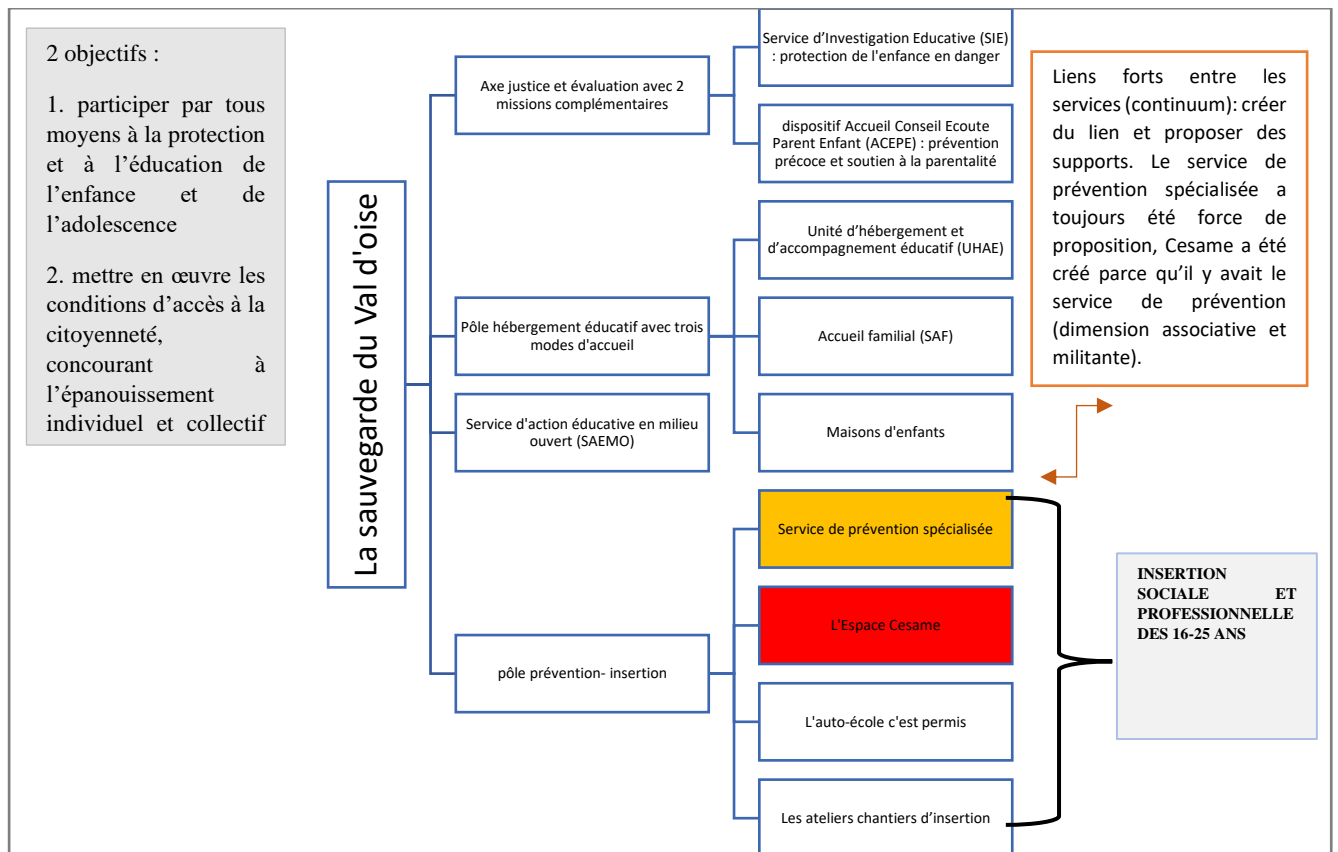 2 objectifs :
1. participer par tous
moyens à la protection
et à l'éducation de
l'enfance et de
l'adolescence
2. mettre en œuvre les
conditions d'accès à la
citoyenneté,
concourant à
l'épanouissement
individuel et collectif
La sauvegarde du Val d'oise
Axe justice et évaluation avec 2
missions complémentaires
Service d'Investigation Educative (SIE)
: protection de l'enfance en danger
dispositif Accueil Conseil Ecoute
Parent Enfant (ACEPE) : prévention
précoce et soutien à la parentalité
Pôle hébergement éducatif avec trois
modes d'accueil
Unité d'hébergement et
d'accompagnement éducatif (UHAE)
Accueil familial (SAF)
Maisons d'enfants
Service d'action éducative en milieu
ouvert (SAEMO)
pôle prévention- insertion
Service de prévention spécialisée
L'Espace Cesame
L'auto-école c'est permis
Les ateliers chantiers d'insertion
Liens forts entre les
services (continuum): créer
du lien et proposer des
supports. Le service de
prévention spécialisée a
toujours été force de
proposition, Cesame a été
créé parce qu'il y avait le
service de prévention
(dimension associative et
militante).
INSERTION
SOCIALE ET
PROFESSIONNELLE
DES 16-25 ANS